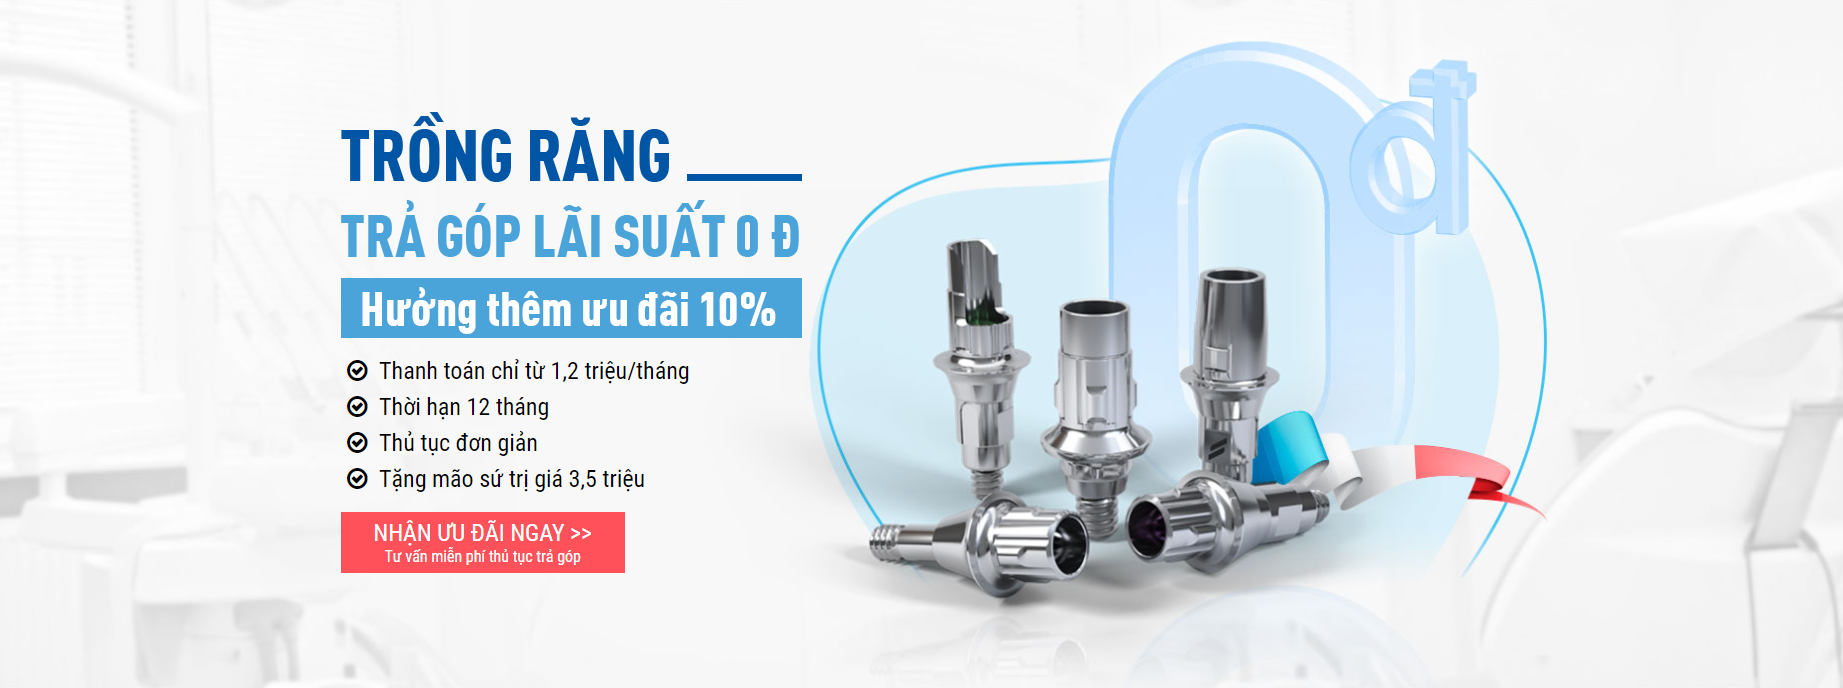 TRỒNG RĂNG
TRẢ GÓP LÃI SUẤT 0 Đ
Hưởng thêm ưu đãi 10%
Thanh toán chỉ từ 1,2 triệu/tháng
Thời hạn 12 tháng
Thủ tục đơn giản
Tặng mão sứ trị giá 3,5 triệu
NHẬN ƯU ĐÃI NGAY >>
Tư vấn miễn phí thủ tục trả góp
0đ